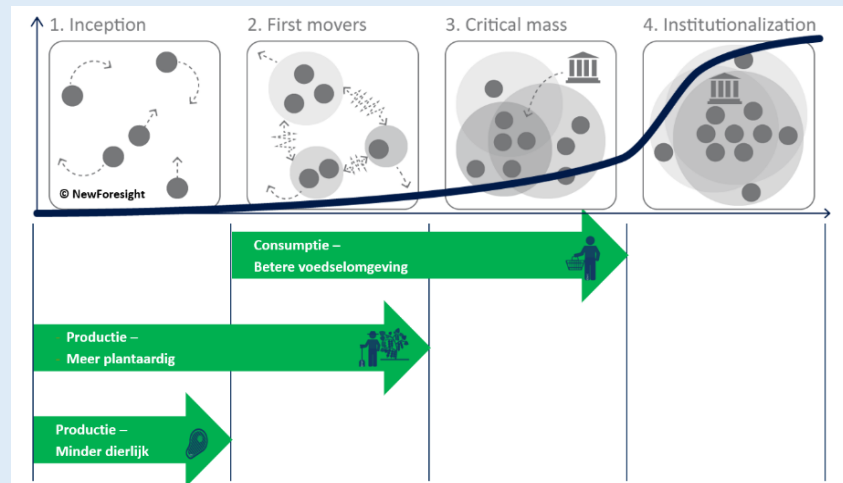 1. Inception
2. First movers
3. Critical mass
4. Institutionalization
© NewForesight
Consumptie –
Betere voedselomgeving
Productie –
Meer plantaardig
Productie –
Minder dierlijk